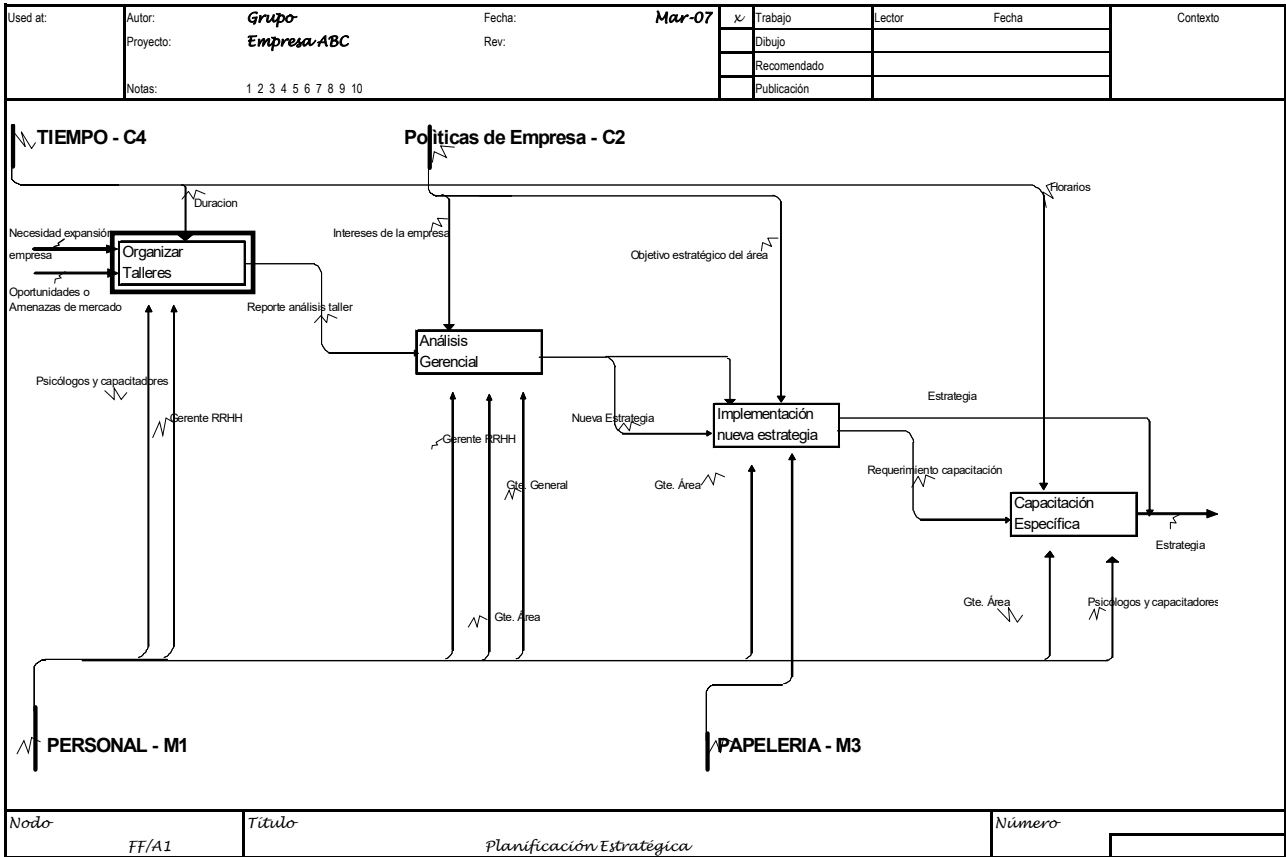 Used at:
Autor: Grupo Fecha: Mar-07 x Trabajo Lector Fecha Contexto
Proyecto: Empresa ABC Rev: Dibujo
Recomendado
Notas: 1 2 3 4 5 6 7 8 9 10 Publicación
TIEMPO - C4
Polìticas de Empresa - C2
Duracion
Horarios
Necesidad expansión
empresa
Intereses de la empresa
Objetivo estratégico del área
Organizar
Talleres
Oportunidades o
Amenazas de mercado
Reporte análisis taller
Análisis
Gerencial
Psicólogos y capacitadores
Gerente RRHH
Gerente RRHH
Nueva Estrategia
Implementación
nueva estrategia
Estrategia
Requerimiento capacitación
Gte. General
Gte. Área
Capacitación
Específica
Estrategia
Gte. Área
Gte. Área
Psicólogos y capacitadores
PERSONAL - M1
PAPELERIA - M3
Nodo Título Número
FF/A1 Planificación Estratégica